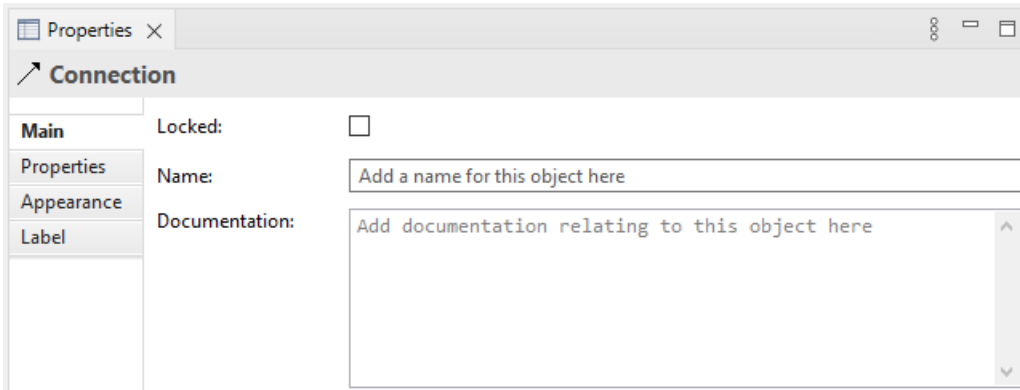 Properties
Connection
Main
Properties
Appearance
Label
Locked:
Name: Add a name for this object here
Documentation: Add documentation relating to this object here